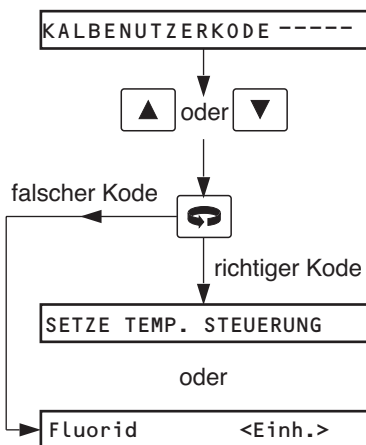 KALBENUTZERKODE -----
oder
falscher Kode
richtiger Kode
SETZE TEMP. STEUERUNG
oder
Fluorid <Einh.>